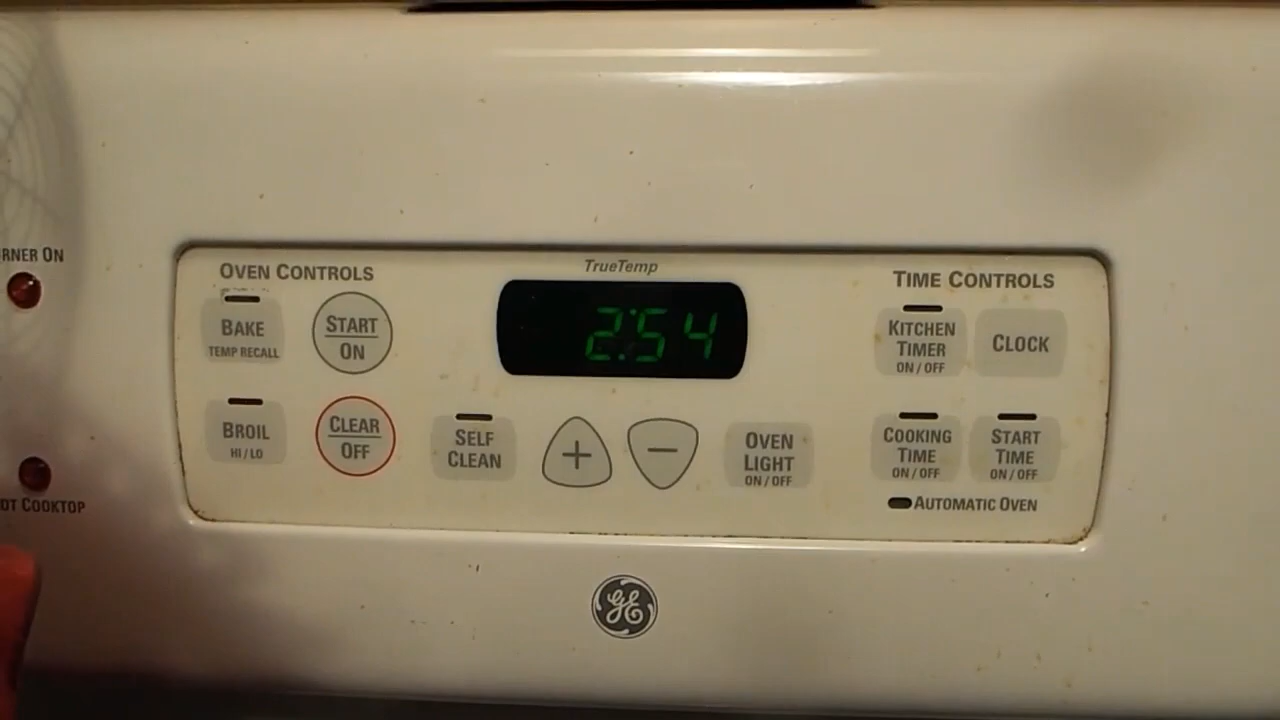 RNER ON
OT COOKTOP
OVEN CONTROLS
BAKE
TEMP RECALL
START
ON
BROIL
HI / LO
CLEAR
OFF
SELF
CLEAN
TrueTemp
2:54
+
−
OVEN
LIGHT
ON / OFF
TIME CONTROLS
KITCHEN
TIMER
ON / OFF
CLOCK
COOKING
TIME
ON / OFF
START
TIME
ON / OFF
AUTOMATIC OVEN
GE